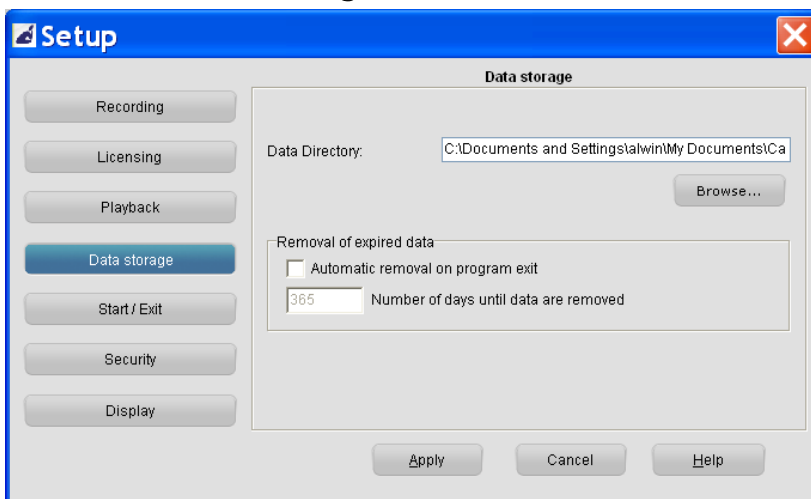 Setup
Data storage
Recording
Licensing
Playback
Data storage
Start / Exit
Security
Display
Data Directory:
C:\Documents and Settings\alwin\My Documents\Ca
Browse...
Removal of expired data
Automatic removal on program exit
365 Number of days until data are removed
Apply Cancel Help